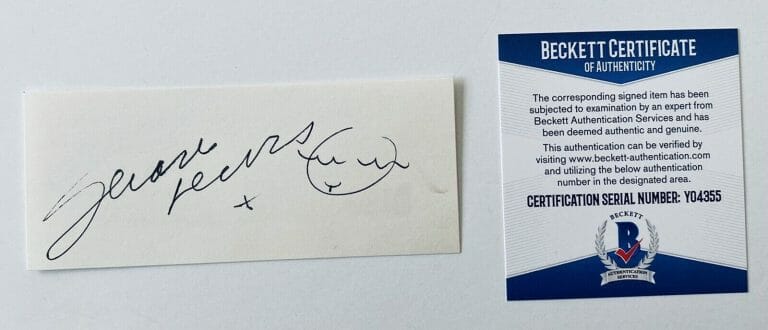 x
BECKETT CERTIFICATE
OF AUTHENTICITY
The corresponding signed item has been
subjected to examination by an expert from
Beckett Authentication Services and has
been deemed authentic and genuine.
This authentication can be verified by
visiting www.beckett-authentication.com
and utilizing the below authentication
number in the designated area.
CERTIFICATION SERIAL NUMBER: Y04355
BECKETT
B
AUTHENTICATION
SERVICES